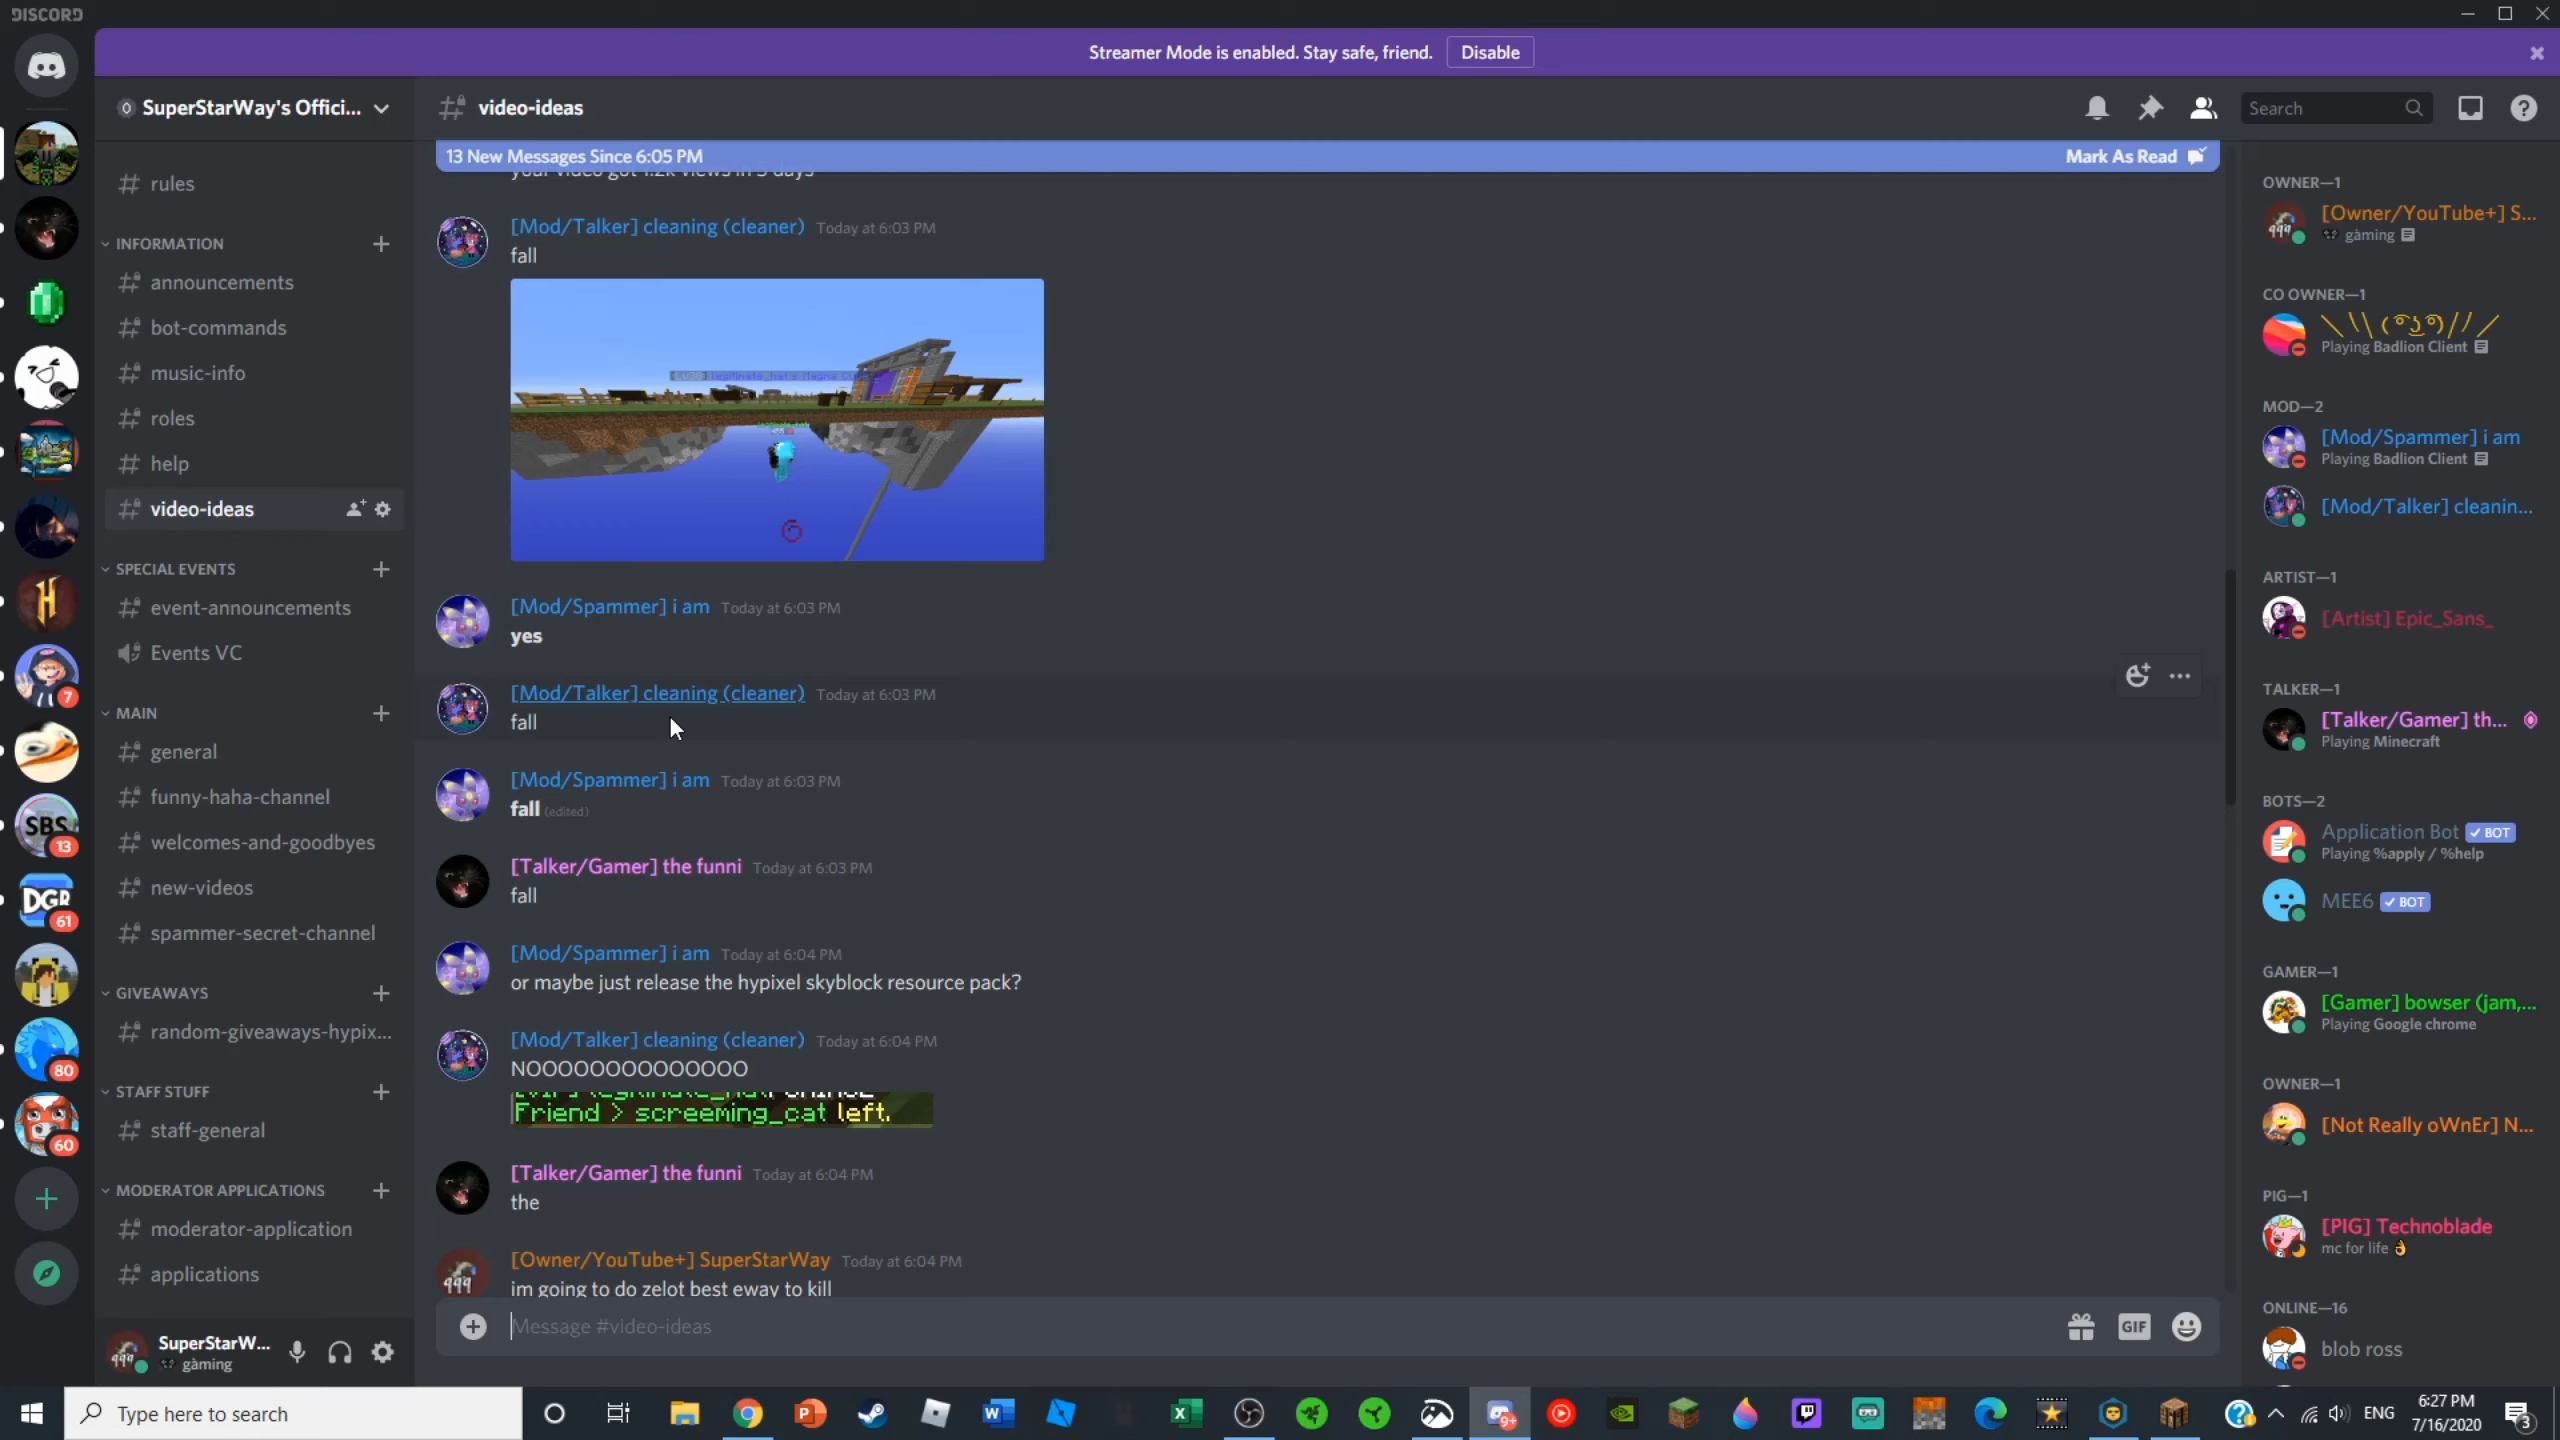 DISCORD
Streamer Mode is enabled. Stay safe, friend. Disable
SuperStarWay's Offici...
rules
INFORMATION
announcements
bot-commands
music-info
roles
help
video-ideas
SPECIAL EVENTS
event-announcements
Events VC
MAIN
general
funny-haha-channel
welcomes-and-goodbyes
new-videos
spammer-secret-channel
GIVEAWAYS
random-giveaways-hypix...
STAFF STUFF
staff-general
MODERATOR APPLICATIONS
moderator-application
applications
SuperStarW...
gàming
7
SBS
13
DGR
61
80
60
video-ideas
Search
13 New Messages Since 6:05 PM Mark As Read
your video got 1.2k views in 5 days
[Mod/Talker] cleaning (cleaner) Today at 6:03 PM
fall
[Mod/Spammer] i am Today at 6:03 PM
yes
[Mod/Talker] cleaning (cleaner) Today at 6:03 PM
fall
[Mod/Spammer] i am Today at 6:03 PM
fall (edited)
[Talker/Gamer] the funni Today at 6:03 PM
fall
[Mod/Spammer] i am Today at 6:04 PM
or maybe just release the hypixel skyblock resource pack?
[Mod/Talker] cleaning (cleaner) Today at 6:04 PM
NOOOOOOOOOOOOOO
Friend > screeming_cat left.
[Talker/Gamer] the funni Today at 6:04 PM
the
[Owner/YouTube+] SuperStarWay Today at 6:04 PM
im going to do zelot best eway to kill
Message #video-ideas
GIF
OWNER—1
[Owner/YouTube+] S...
gàming
CO OWNER—1
Playing Badlion Client
MOD—2
[Mod/Spammer] i am
Playing Badlion Client
[Mod/Talker] cleanin...
ARTIST—1
[Artist] Epic_Sans_
TALKER—1
[Talker/Gamer] th...
Playing Minecraft
BOTS—2
Application Bot BOT
Playing %apply / %help
MEE6 BOT
GAMER—1
[Gamer] bowser (jam,...
Playing Google chrome
OWNER—1
[Not Really oWnEr] N...
PIG—1
[PIG] Technoblade
mc for life
ONLINE—16
blob ross
Type here to search
9+
ENG
6:27 PM
7/16/2020
3